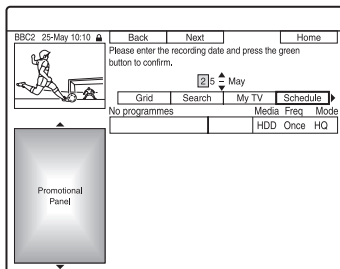 BBC2 25-May 10:10
Back Next Home
Please enter the recording date and press the green
button to confirm.
25 May
Grid Search My TV Schedule
No programmes Media Freq Mode
HDD Once HQ
Promotional
Panel